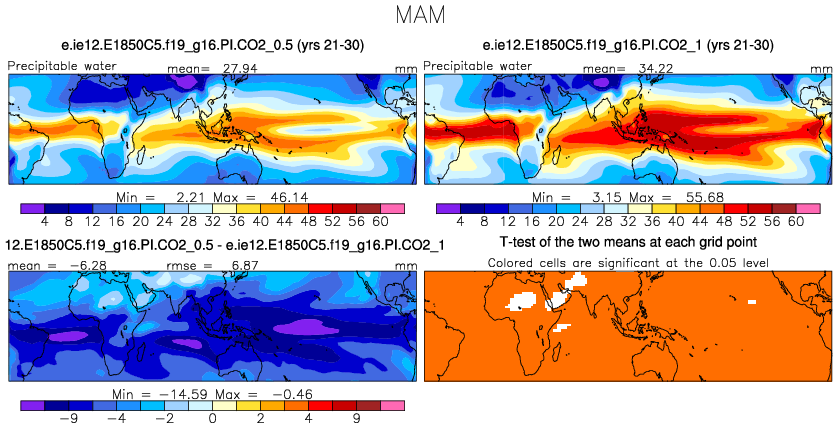 MAM
e.ie12.E1850C5.f19_g16.PI.CO2_0.5 (yrs 21-30)
Precipitable water mean= 27.94 mm
Min = 2.21 Max = 46.14
4 8 12 16 20 24 28 32 36 40 44 48 52 56 60
e.ie12.E1850C5.f19_g16.PI.CO2_1 (yrs 21-30)
Precipitable water mean= 34.22 mm
Min = 3.15 Max = 55.68
4 8 12 16 20 24 28 32 36 40 44 48 52 56 60
12.E1850C5.f19_g16.PI.CO2_0.5 - e.ie12.E1850C5.f19_g16.PI.CO2_1
mean = -6.28 rmse = 6.87 mm
Min = -14.59 Max = -0.46
-9 -4 -2 0 2 4 9
T-test of the two means at each grid point
Colored cells are significant at the 0.05 level